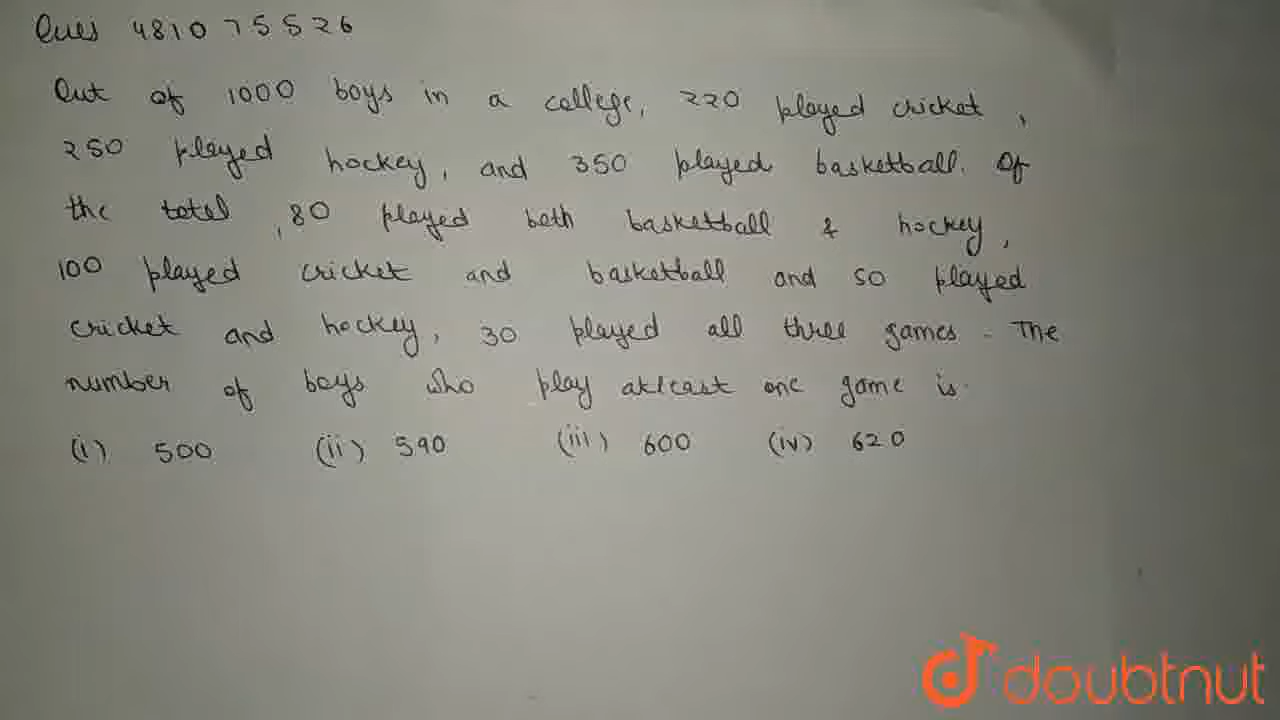 Ques 481075526
Out of 1000 boys in a college, 220 played cricket,
250 played hockey, and 350 played basketball. Of
the total, 80 played both basketball & hockey,
100 played cricket and basketball and 50 played
cricket and hockey, 30 played all three games. The
number of boys who play atleast one game is.
(i) 500 (ii) 590 (iii) 600 (iv) 620
doubtnut